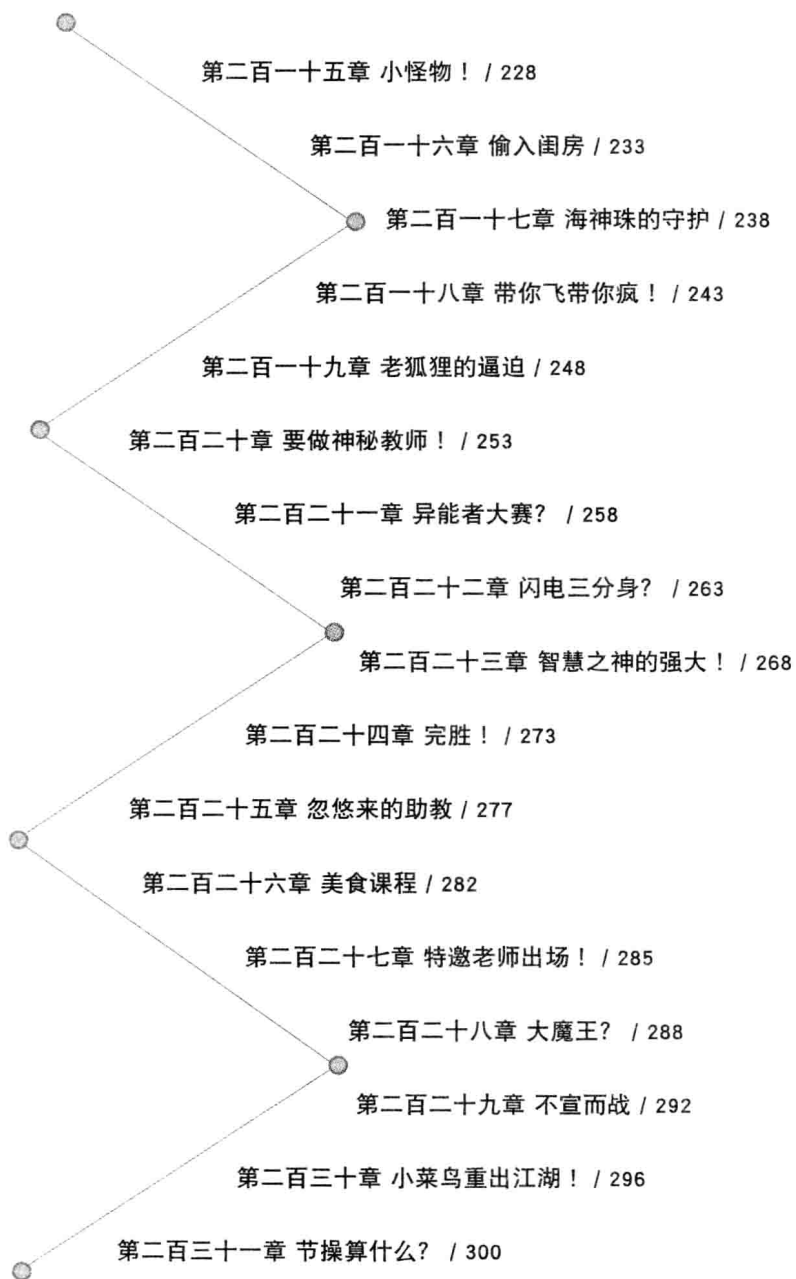 第二百一十五章 小怪物！ / 228
第二百一十六章 偷入闺房 / 233
第二百一十七章 海神珠的守护 / 238
第二百一十八章 带你飞带你疯！ / 243
第二百一十九章 老狐狸的逼迫 / 248
第二百二十章 要做神秘教师！ / 253
第二百二十一章 异能者大赛？ / 258
第二百二十二章 闪电三分身？ / 263
第二百二十三章 智慧之神的强大！ / 268
第二百二十四章 完胜！ / 273
第二百二十五章 忽悠来的助教 / 277
第二百二十六章 美食课程 / 282
第二百二十七章 特邀老师出场！ / 285
第二百二十八章 大魔王？ / 288
第二百二十九章 不宣而战 / 292
第二百三十章 小菜鸟重出江湖！ / 296
第二百三十一章 节操算什么？ / 300